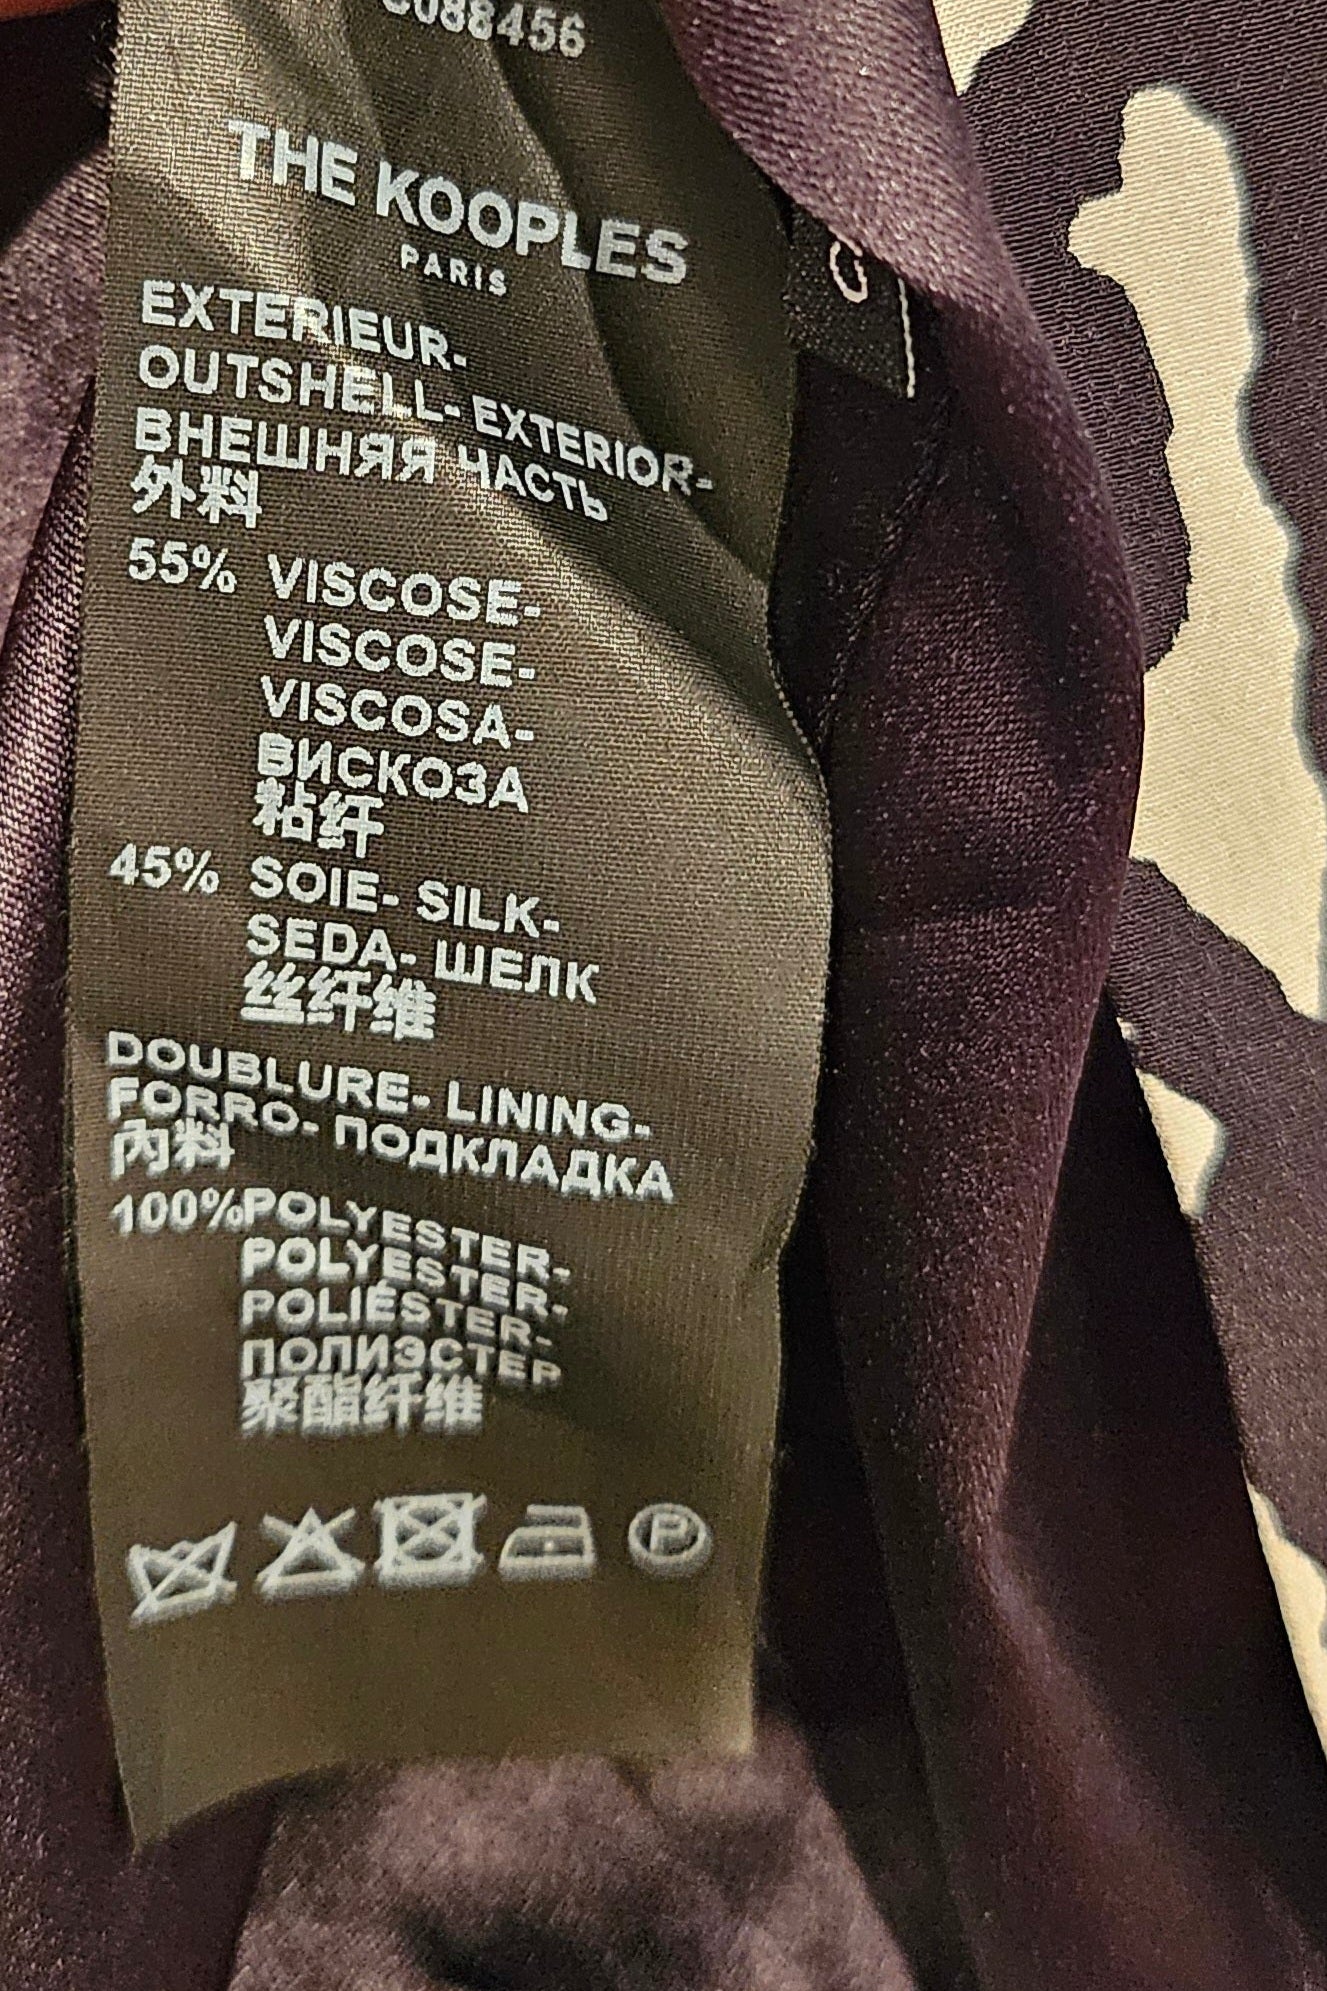 THE KOOPLES
PARIS
EXTERIEUR-
OUTSHELL- EXTERIOR-
ВНЕШНЯЯ ЧАСТЬ
外料
55% VISCOSE-
VISCOSE-
VISCOSA-
ВИСКОЗА
粘纤
45% SOIE- SILK-
SEDA- ШЕЛК
丝纤维
DOUBLURE- LINING-
FORRO- ПОДКЛАДКА
內料
100%POLYESTER-
POLYESTER-
POLIÉSTER-
ПОЛИЭСТЕР
聚酯纤维
P